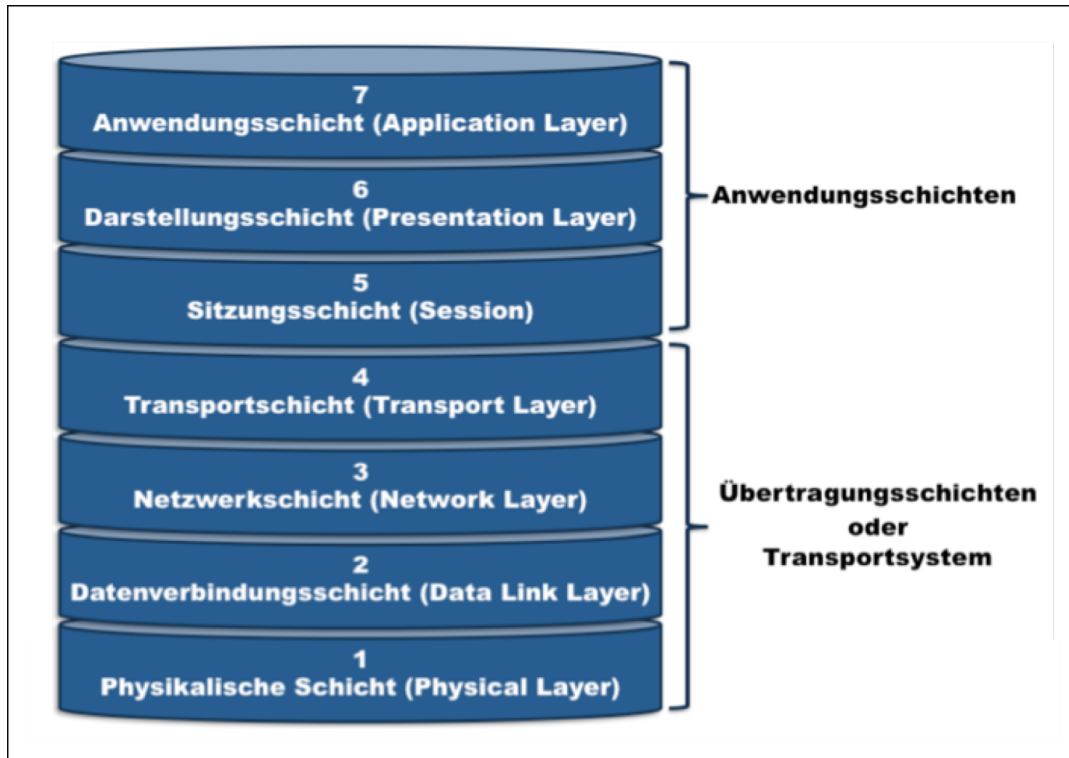 7
Anwendungsschicht (Application Layer)
6
Darstellungsschicht (Presentation Layer)
5
Sitzungsschicht (Session)
4
Transportschicht (Transport Layer)
3
Netzwerkschicht (Network Layer)
2
Datenverbindungsschicht (Data Link Layer)
1
Physikalische Schicht (Physical Layer)
Anwendungsschichten
Übertragungsschichten
oder
Transportsystem